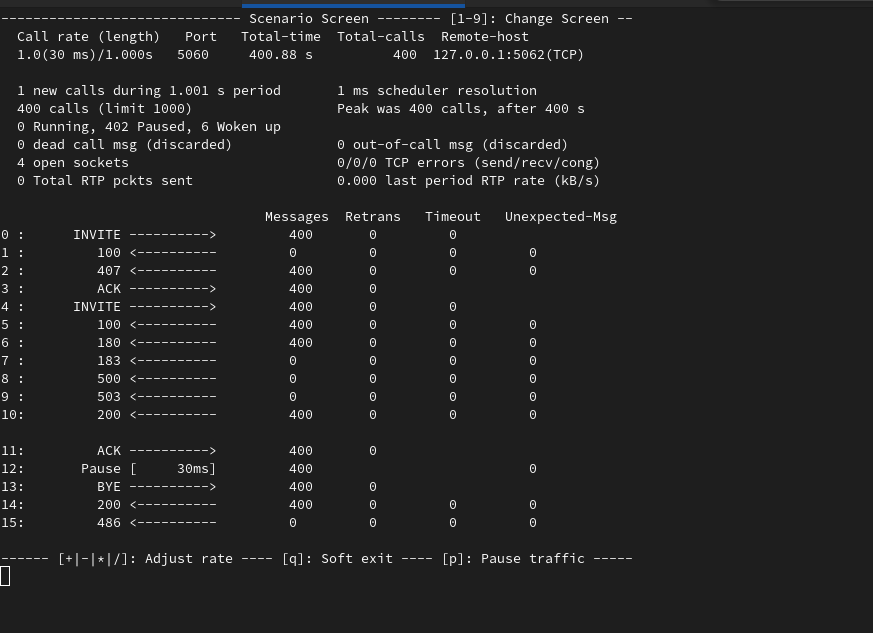 ------------------------------ Scenario Screen -------- [1-9]: Change Screen --
  Call rate (length)   Port   Total-time  Total-calls  Remote-host
  1.0(30 ms)/1.000s   5060     400.88 s          400  127.0.0.1:5062(TCP)

  1 new calls during 1.001 s period       1 ms scheduler resolution
  400 calls (limit 1000)                  Peak was 400 calls, after 400 s
  0 Running, 402 Paused, 6 Woken up
  0 dead call msg (discarded)             0 out-of-call msg (discarded)
  4 open sockets                          0/0/0 TCP errors (send/recv/cong)
  0 Total RTP pckts sent                  0.000 last period RTP rate (kB/s)

                                 Messages  Retrans   Timeout   Unexpected-Msg
0 :      INVITE ---------->         400       0         0
1 :         100 <----------         0         0         0         0
2 :         407 <----------         400       0         0         0
3 :         ACK ---------->         400       0
4 :      INVITE ---------->         400       0         0
5 :         100 <----------         400       0         0         0
6 :         180 <----------         400       0         0         0
7 :         183 <----------         0         0         0         0
8 :         500 <----------         0         0         0         0
9 :         503 <----------         0         0         0         0
10:         200 <----------         400       0         0         0

11:         ACK ---------->         400       0
12:       Pause [     30ms]         400                           0
13:         BYE ---------->         400       0
14:         200 <----------         400       0         0         0
15:         486 <----------         0         0         0         0

------ [+|-|*|/]: Adjust rate ---- [q]: Soft exit ---- [p]: Pause traffic -----